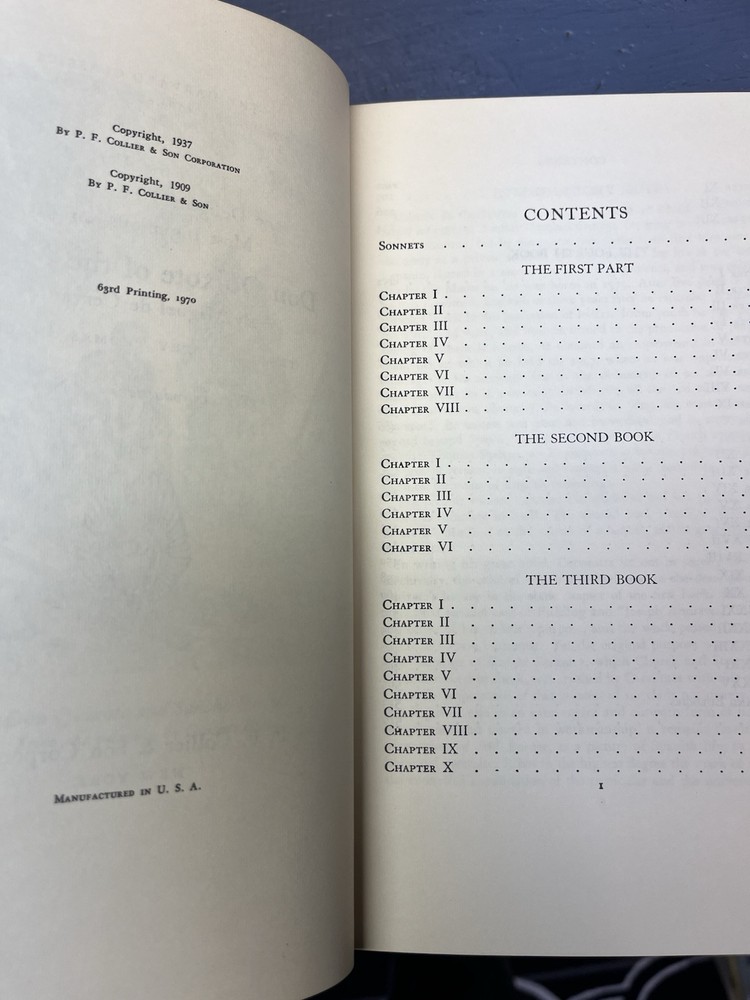 Copyright, 1937
By P. F. Collier & Son Corporation
Copyright, 1909
By P. F. Collier & Son
63rd Printing, 1970
Manufactured in U. S. A.
CONTENTS
Sonnets . . . . . . . . . . . . .
THE FIRST PART
Chapter I . . . . . . . . . . . . .
Chapter II . . . . . . . . . . . .
Chapter III . . . . . . . . . . . .
Chapter IV . . . . . . . . . . . .
Chapter V . . . . . . . . . . . .
Chapter VI . . . . . . . . . . . .
Chapter VII . . . . . . . . . . . .
Chapter VIII . . . . . . . . . . . . .
THE SECOND BOOK
Chapter I . . . . . . . . . . . . .
Chapter II . . . . . . . . . . . .
Chapter III . . . . . . . . . . . .
Chapter IV . . . . . . . . . . . .
Chapter V . . . . . . . . . . . .
Chapter VI . . . . . . . . . . . .
THE THIRD BOOK
Chapter I . . . . . . . . . . . . .
Chapter II . . . . . . . . . . . .
Chapter III . . . . . . . . . . . .
Chapter IV . . . . . . . . . . . .
Chapter V . . . . . . . . . . . .
Chapter VI . . . . . . . . . . . .
Chapter VII . . . . . . . . . . . .
Chapter VIII . . . . . . . . . . . . .
Chapter IX . . . . . . . . . . . .
Chapter X . . . . . . . . . . . .
1